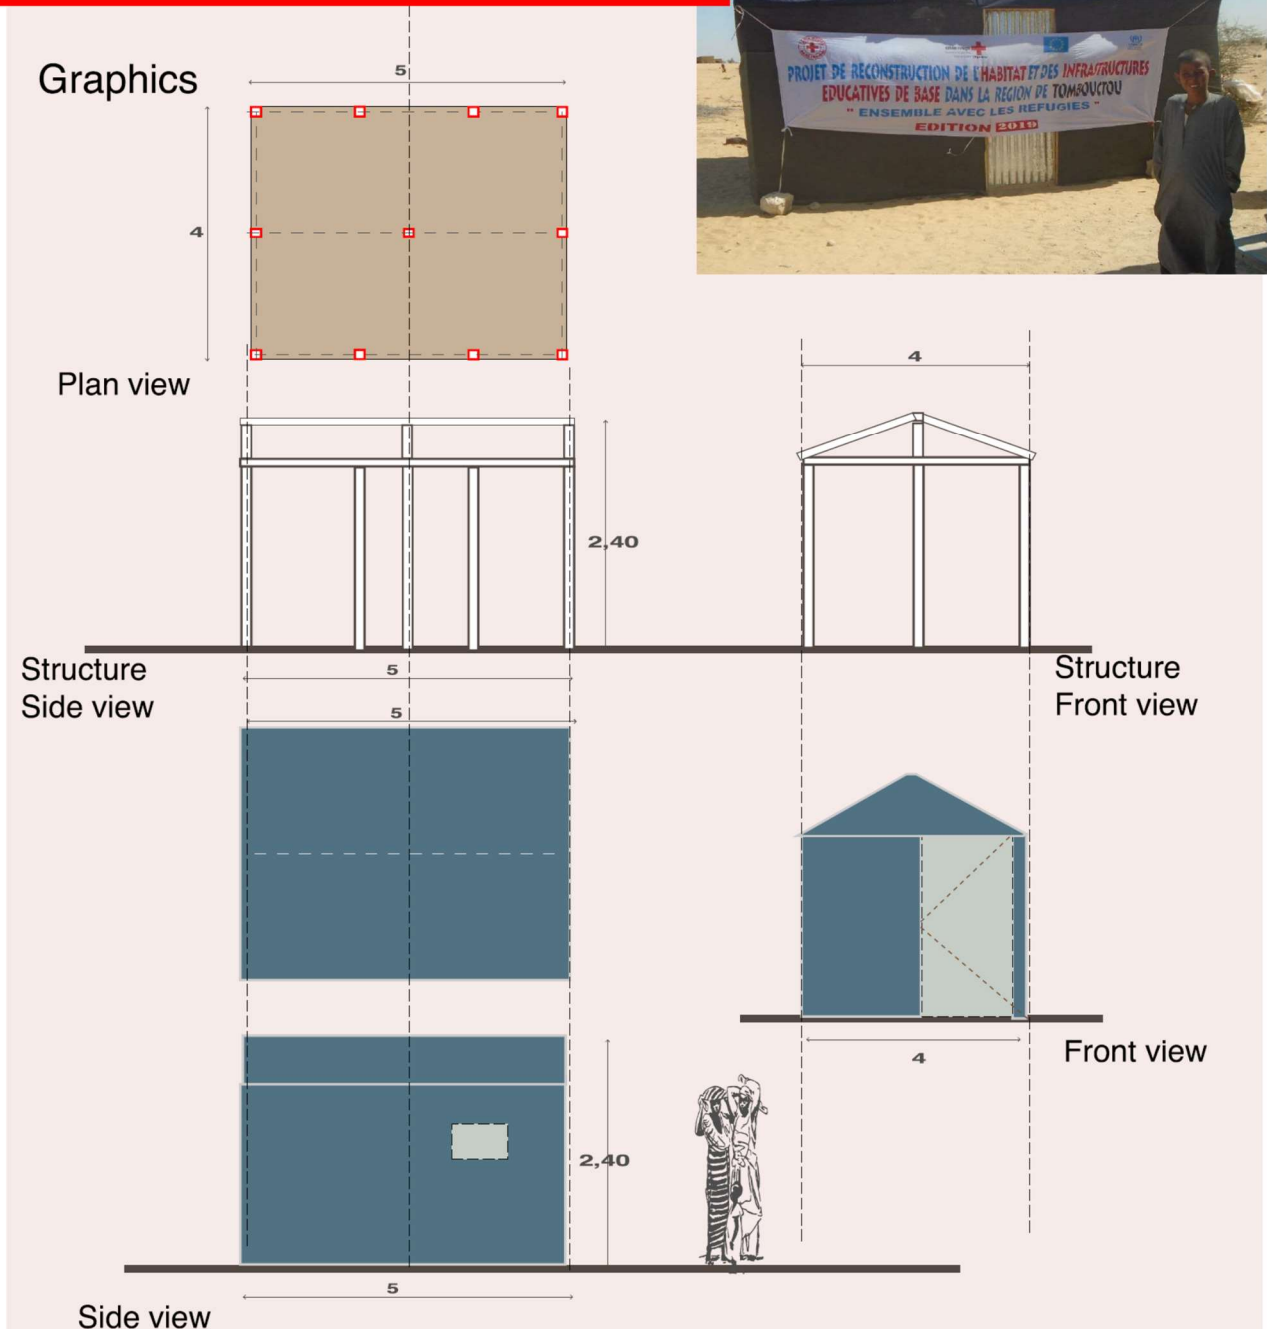 Graphics
5
4
Plan view
PROJET DE RECONSTRUCTION DE L'HABITAT ET DES INFRASTRUCTURES
EDUCATIVES DE BASE DANS LA REGION DE TOMBOUCTOU
" ENSEMBLE AVEC LES REFUGIES "
EDITION 2019
4
2,40
5
Structure
Side view
Structure
Front view
5
4
Front view
2,40
5
Side view